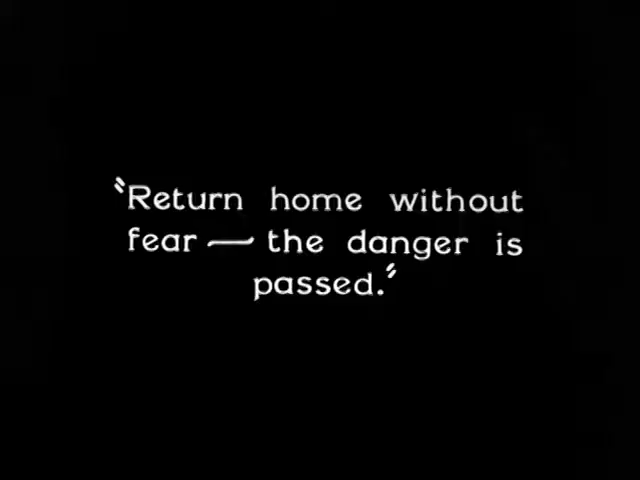 "Return home without
fear — the danger is
passed."